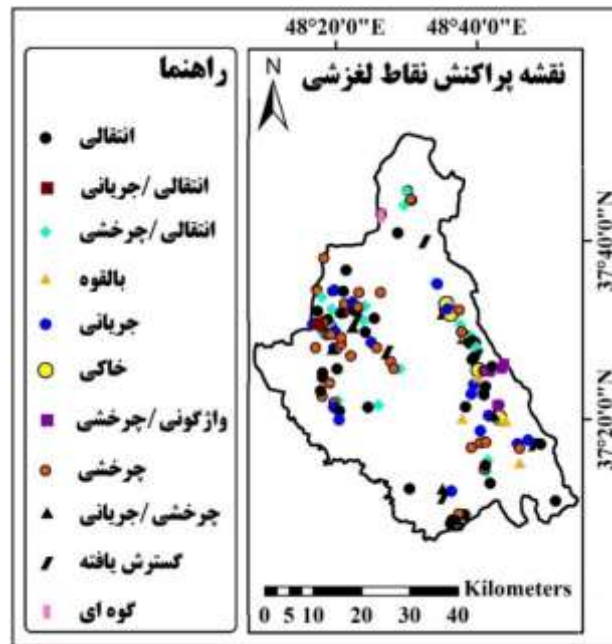 48°20'0"E 48°40'0"E
راهنما
انتقالی
انتقالی/جریانی
انتقالی/چرخشی
بالقوه
جریانی
خاکی
واژگونی/چرخشی
چرخشی
چرخشی/جریانی
گسترش یافته
گوه ای
نقشه پراکنش نقاط لغزشی
N
37°40'0"N
37°20'0"N
Kilometers
0 5 10 20 30 40